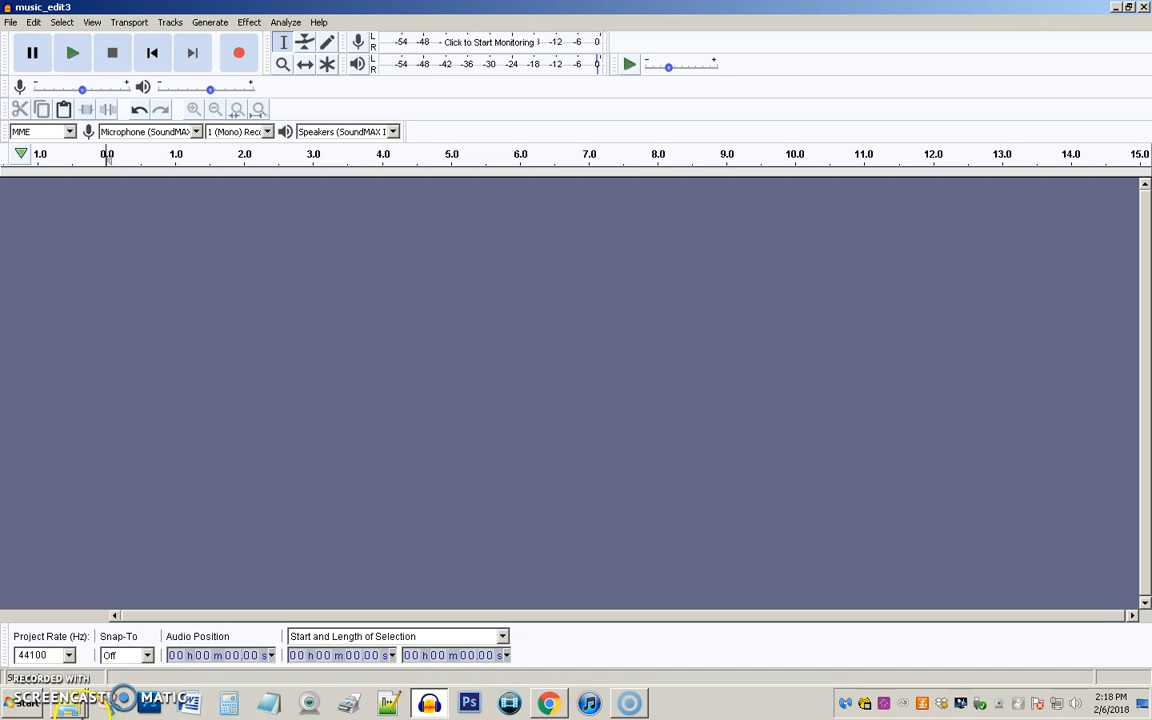 music_edit3
File Edit Select View Transport Tracks Generate Effect Analyze Help
L -54 -48 - Click to Start Monitoring -12 -6 0
R
L -54 -48 -42 -36 -30 -24 -18 -12 -6 0
R
- + - + - +
MME Microphone (SoundMAX 1 (Mono) Reco Speakers (SoundMAX I
1.0 0.0 1.0 2.0 3.0 4.0 5.0 6.0 7.0 8.0 9.0 10.0 11.0 12.0 13.0 14.0 15.0
Project Rate (Hz): Snap-To Audio Position Start and Length of Selection
44100 Off 00 h 00 m 00.00 s 00 h 00 m 00.00 s 00 h 00 m 00.00 s
RECORDED WITH
SCREENCAST MATIC
Start Ps 2:18 PM
2/6/2018